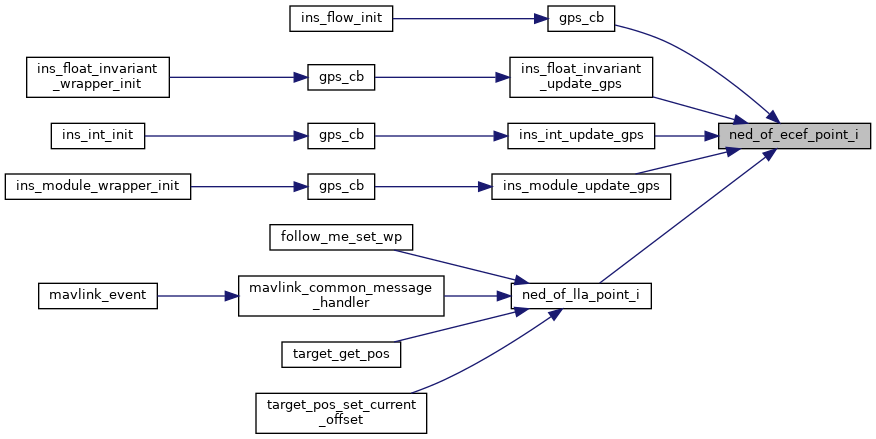 ins_flow_init
gps_cb
ins_float_invariant
_wrapper_init
gps_cb
ins_float_invariant
_update_gps
ins_int_init
gps_cb
ins_int_update_gps
ned_of_ecef_point_i
ins_module_wrapper_init
gps_cb
ins_module_update_gps
follow_me_set_wp
mavlink_event
mavlink_common_message
_handler
ned_of_lla_point_i
target_get_pos
target_pos_set_current
_offset